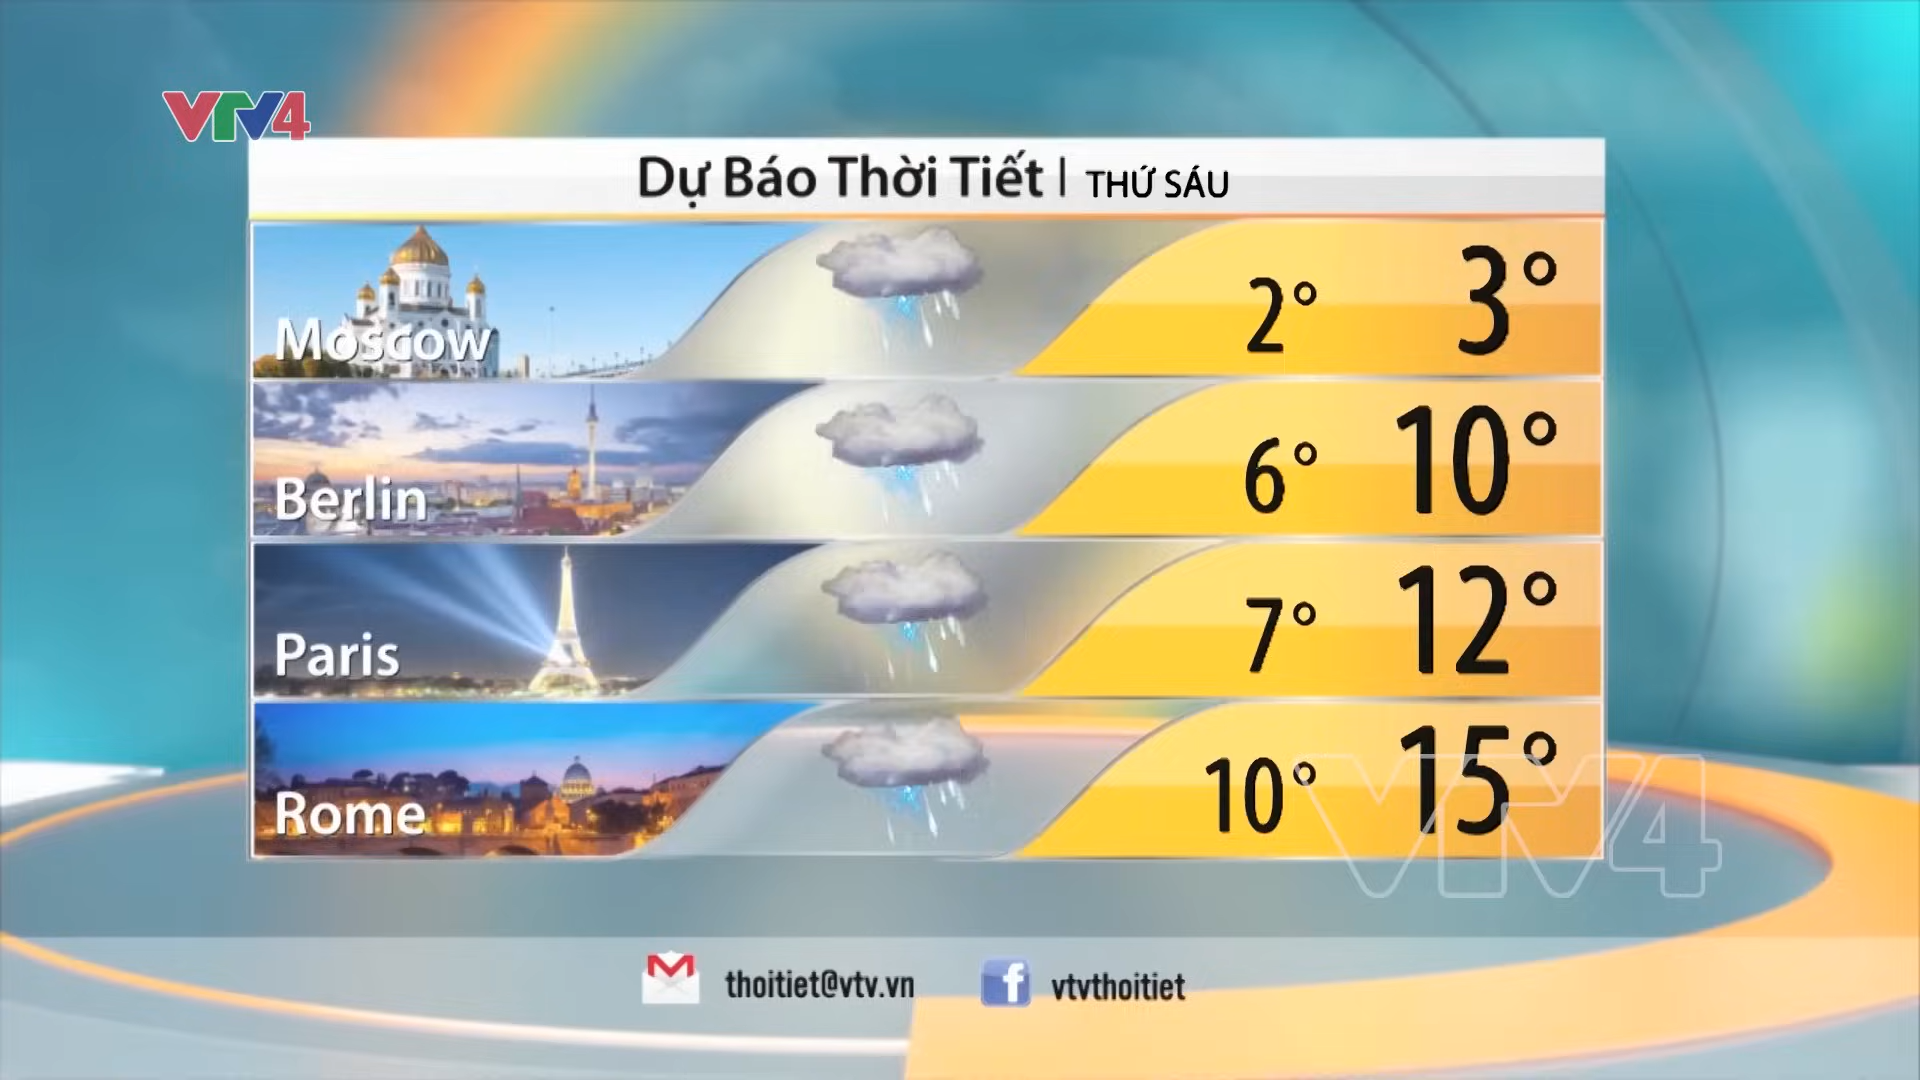 VTV4
Dự Báo Thời Tiết | THỨ SÁU
Moscow 2° 3°
Berlin 6° 10°
Paris 7° 12°
Rome 10° 15°
VTV4
thoitiet@vtv.vn vtvthoitiet